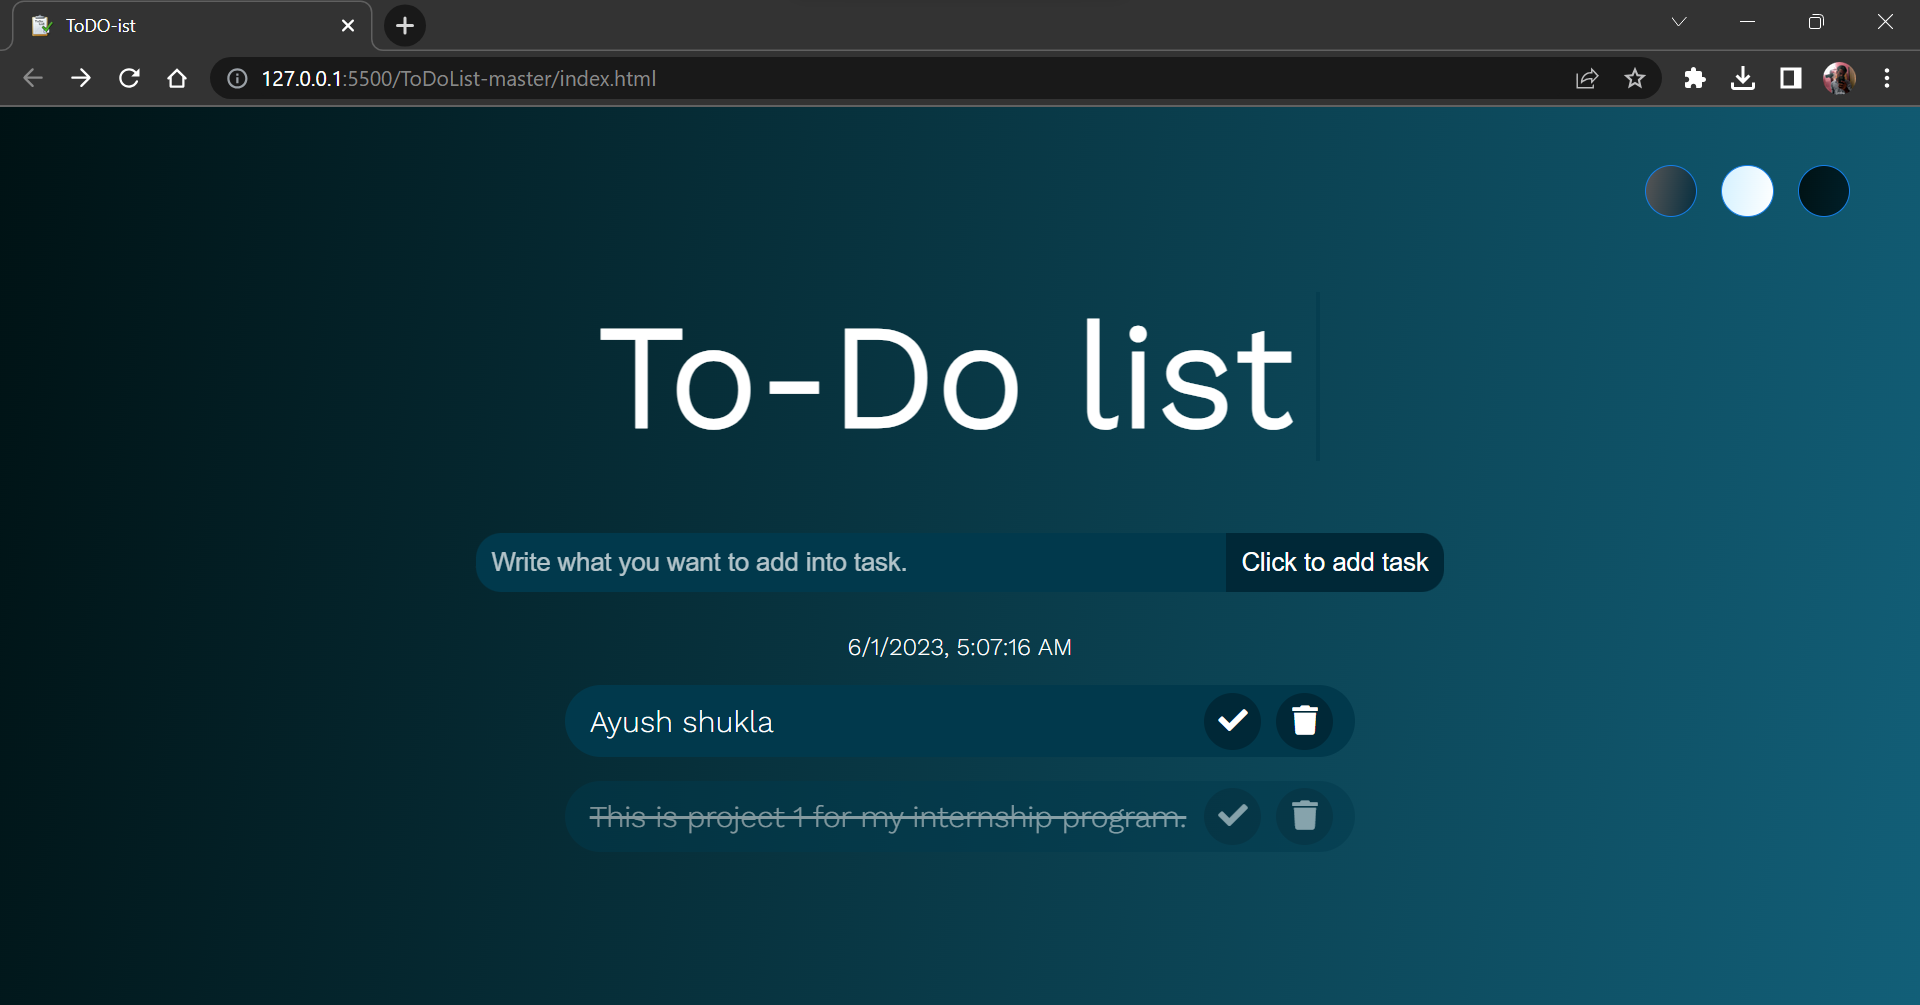 ToDO-ist
127.0.0.1:5500/ToDoList-master/index.html
To-Do list
Write what you want to add into task.
Click to add task
6/1/2023, 5:07:16 AM
Ayush shukla
This is project 1 for my internship program.